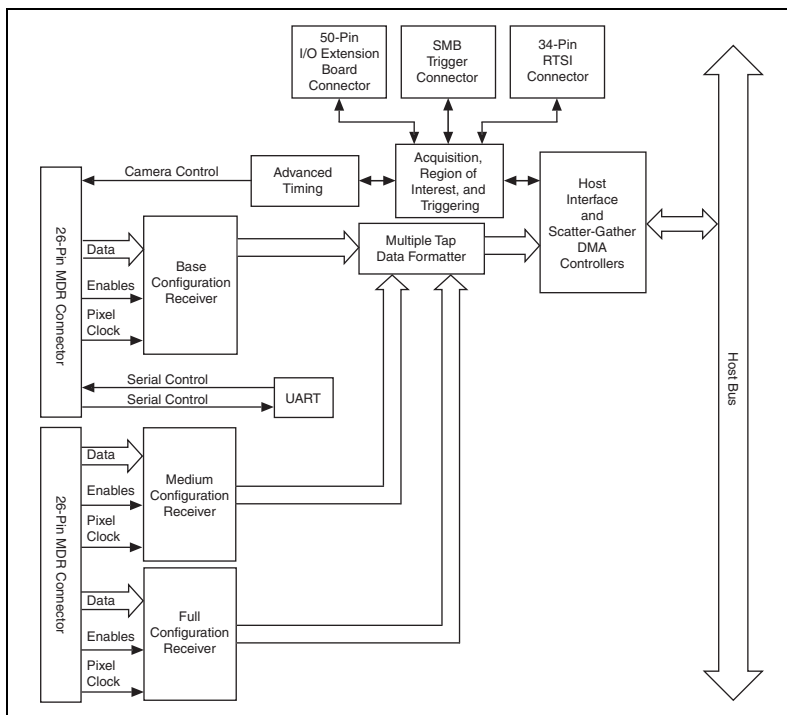 50-Pin
I/O Extension
Board
Connector
SMB
Trigger
Connector
34-Pin
RTSI
Connector
Camera Control
Advanced
Timing
Acquisition,
Region of
Interest, and
Triggering
Host
Interface
and
Scatter-Gather
DMA
Controllers
26-Pin MDR Connector
Data
Enables
Pixel
Clock
Base
Configuration
Receiver
Multiple Tap
Data Formatter
Serial Control
Serial Control
UART
Host Bus
26-Pin MDR Connector
Data
Enables
Pixel
Clock
Medium
Configuration
Receiver
Data
Enables
Pixel
Clock
Full
Configuration
Receiver